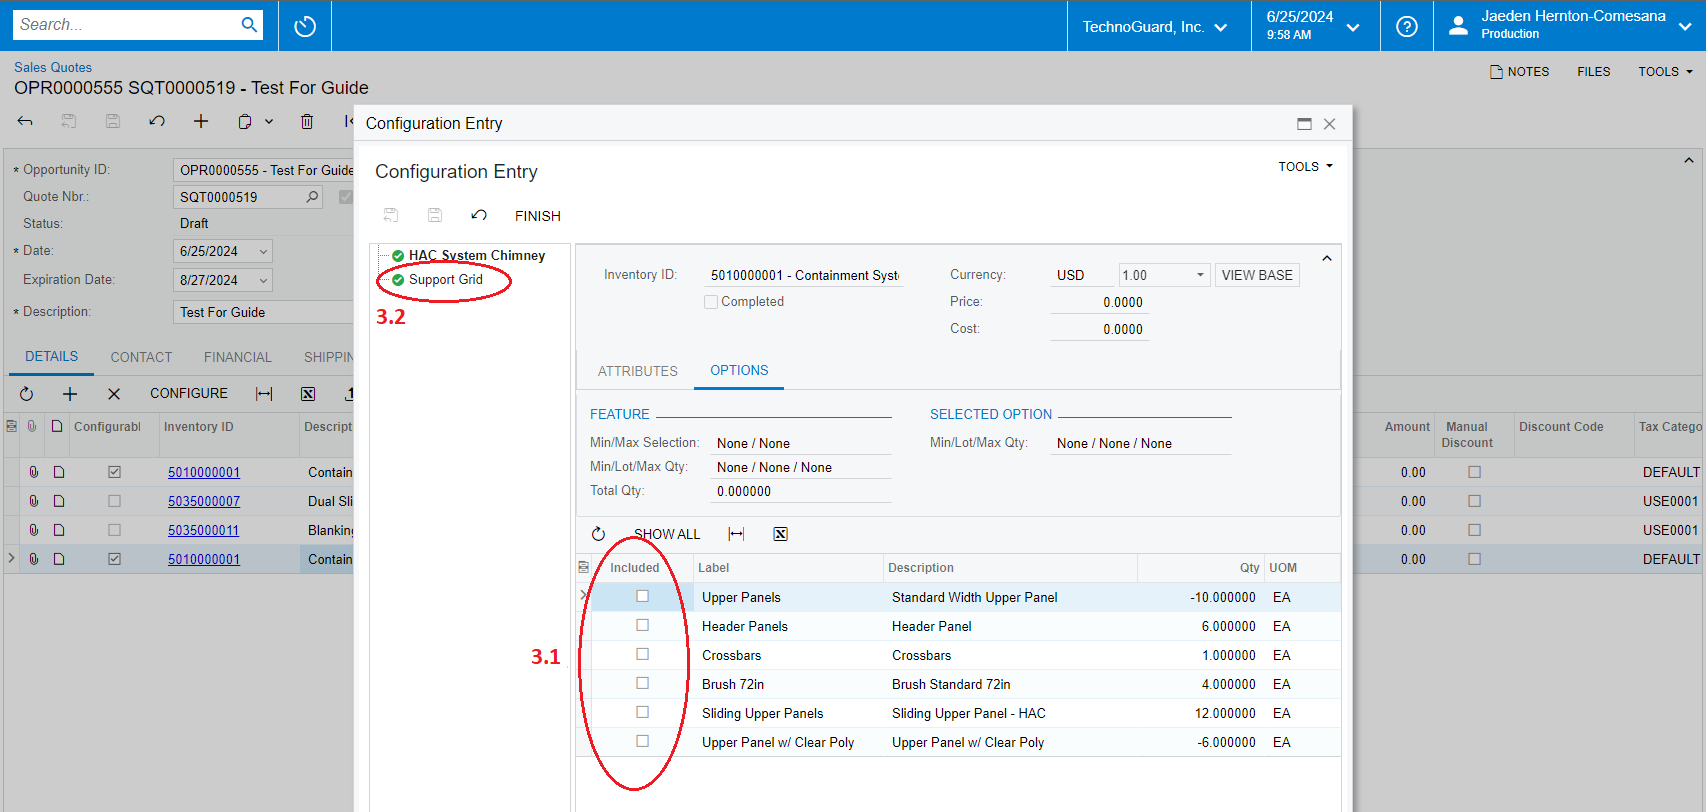 Search...
TechnoGuard, Inc.
6/25/2024
9:58 AM
Jaeden Hernton-Comesana
Production
Sales Quotes
OPR0000555 SQT0000519 - Test For Guide
NOTES FILES TOOLS
* Opportunity ID: OPR0000555 - Test For Guide
Quote Nbr.: SQT0000519
Status: Draft
* Date: 6/25/2024
Expiration Date: 8/27/2024
* Description: Test For Guide
DETAILS CONTACT FINANCIAL SHIPPIN
CONFIGURE
Configurabl Inventory ID Descript
5010000001 Contain
5035000007 Dual Sli
5035000011 Blanking
5010000001 Contain
Configuration Entry
Configuration Entry
TOOLS
FINISH
HAC System Chimney
Support Grid
3.2
Inventory ID: 5010000001 - Containment Syste
Completed
Currency: USD 1.00 VIEW BASE
Price: 0.0000
Cost: 0.0000
ATTRIBUTES OPTIONS
FEATURE
Min/Max Selection: None / None
Min/Lot/Max Qty: None / None / None
Total Qty: 0.000000
SELECTED OPTION
Min/Lot/Max Qty: None / None / None
SHOW ALL
Included Label Description Qty UOM
Upper Panels Standard Width Upper Panel -10.000000 EA
Header Panels Header Panel 6.000000 EA
Crossbars Crossbars 1.000000 EA
Brush 72in Brush Standard 72in 4.000000 EA
Sliding Upper Panels Sliding Upper Panel - HAC 12.000000 EA
Upper Panel w/ Clear Poly Upper Panel w/ Clear Poly -6.000000 EA
3.1
Amount Manual Discount Discount Code Tax Catego
0.00 DEFAULT
0.00 USE0001
0.00 USE0001
0.00 DEFAULT